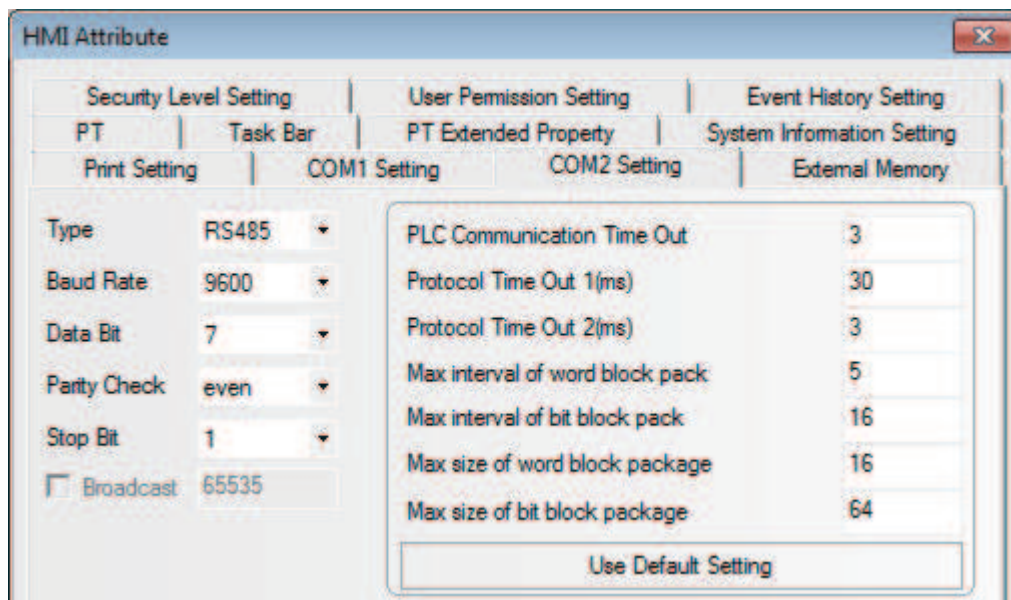 HMI Attribute
Security Level Setting User Permission Setting Event History Setting
PT Task Bar PT Extended Property System Information Setting
Print Setting COM1 Setting COM2 Setting External Memory
Type RS485
Baud Rate 9600
Data Bit 7
Parity Check even
Stop Bit 1
Broadcast 65535
PLC Communication Time Out 3
Protocol Time Out 1(ms) 30
Protocol Time Out 2(ms) 3
Max interval of word block pack 5
Max interval of bit block pack 16
Max size of word block package 16
Max size of bit block package 64
Use Default Setting